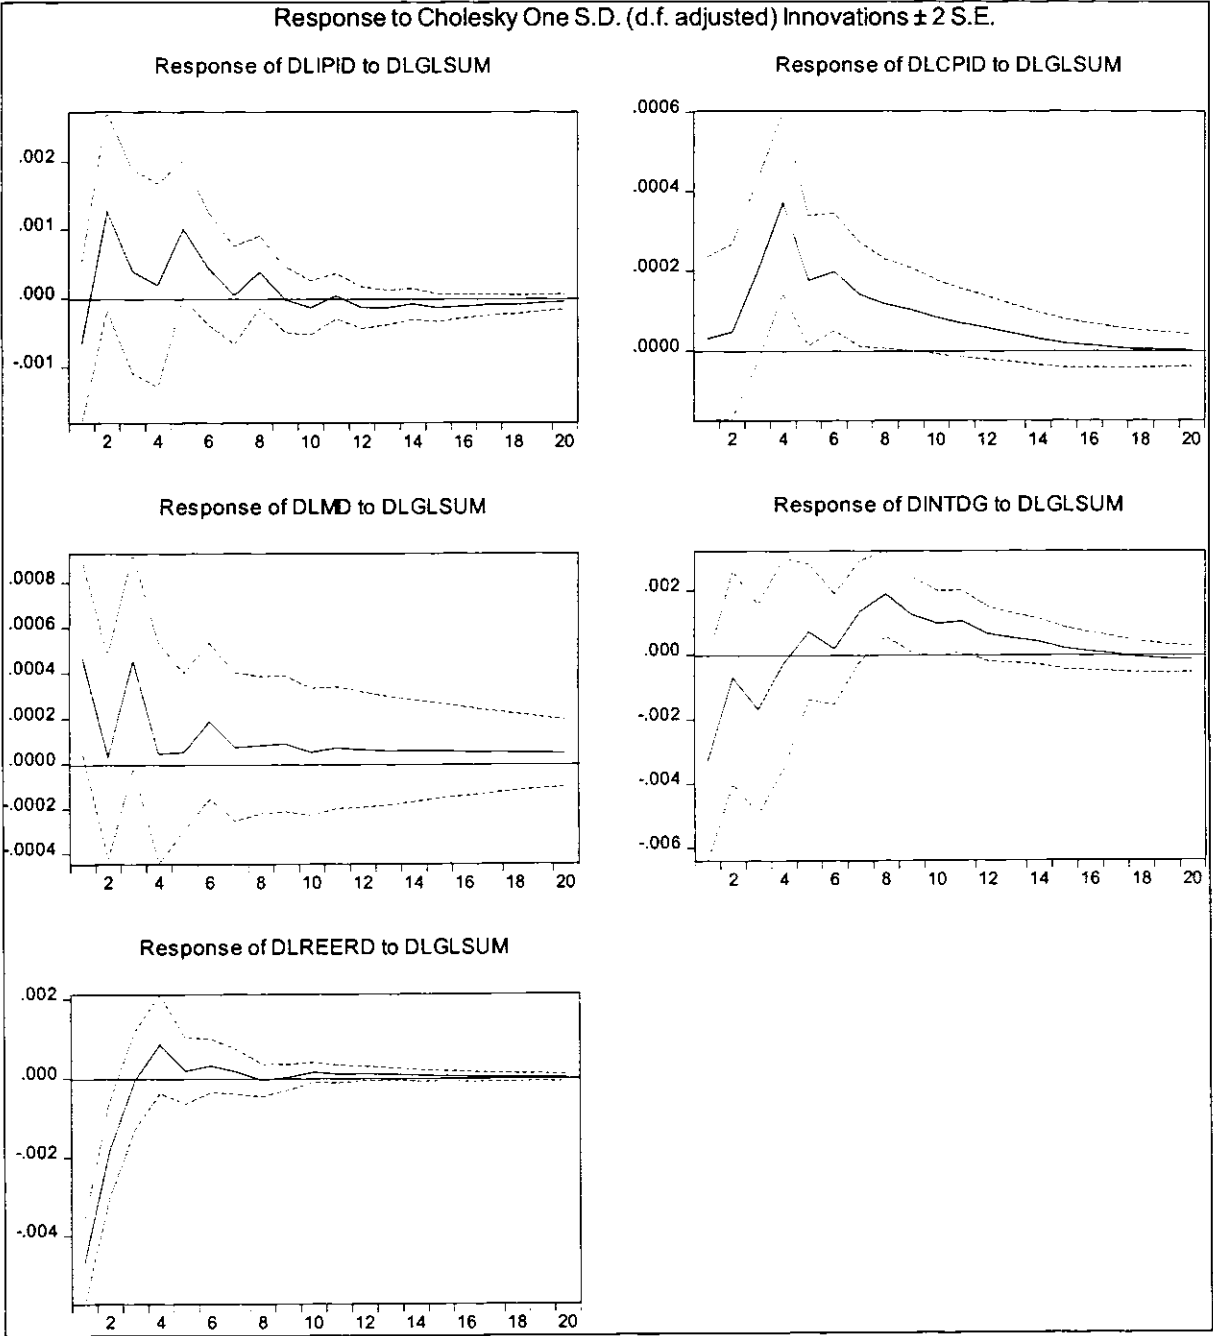 Response to Cholesky One S.D. (d.f. adjusted) Innovations ± 2 S.E.
Response of DLIPID to DLGLSUM
.002
.001
.000
-.001
2 4 6 8 10 12 14 16 18 20
Response of DLCPID to DLGLSUM
.0006
.0004
.0002
.0000
2 4 6 8 10 12 14 16 18 20
Response of DLMD to DLGLSUM
.0008
.0006
.0004
.0002
.0000
-.0002
-.0004
2 4 6 8 10 12 14 16 18 20
Response of DINTDG to DLGLSUM
.002
.000
-.002
-.004
-.006
2 4 6 8 10 12 14 16 18 20
Response of DLREERD to DLGLSUM
.002
.000
-.002
-.004
2 4 6 8 10 12 14 16 18 20